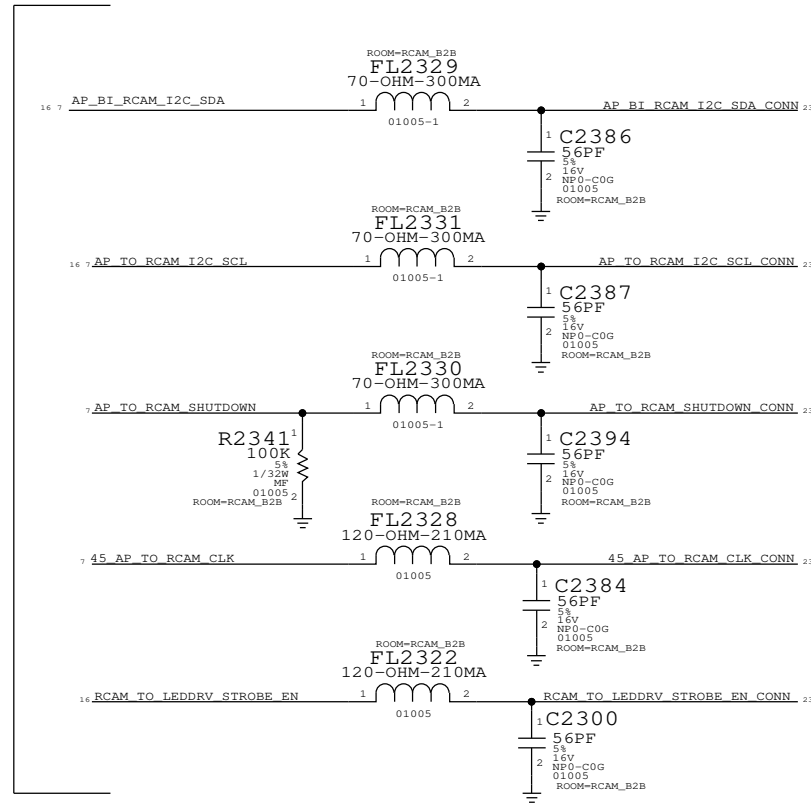 ROOM=RCAM_B2B
FL2329
70-OHM-300MA
16 7 AP_BI_RCAM_I2C_SDA 1 2 AP_BI_RCAM_I2C_SDA_CONN 23
01005-1
1 C2386
56PF
5%
16V
2 NP0-C0G
01005
ROOM=RCAM_B2B
ROOM=RCAM_B2B
FL2331
70-OHM-300MA
16 7 AP_TO_RCAM_I2C_SCL 1 2 AP_TO_RCAM_I2C_SCL_CONN 23
01005-1
1 C2387
56PF
5%
16V
2 NP0-C0G
01005
ROOM=RCAM_B2B
ROOM=RCAM_B2B
FL2330
70-OHM-300MA
7 AP_TO_RCAM_SHUTDOWN 1 2 AP_TO_RCAM_SHUTDOWN_CONN 23
01005-1
R2341 1
100K
5%
1/32W
MF
01005 2
ROOM=RCAM_B2B
1 C2394
56PF
5%
16V
2 NP0-C0G
01005
ROOM=RCAM_B2B
ROOM=RCAM_B2B
FL2328
120-OHM-210MA
7 45_AP_TO_RCAM_CLK 1 2 45_AP_TO_RCAM_CLK_CONN 23
01005
1 C2384
56PF
5%
16V
2 NP0-C0G
01005
ROOM=RCAM_B2B
ROOM=RCAM_B2B
FL2322
120-OHM-210MA
16 RCAM_TO_LEDDRV_STROBE_EN 1 2 RCAM_TO_LEDDRV_STROBE_EN_CONN 23
01005
1 C2300
56PF
5%
16V
2 NP0-C0G
01005
ROOM=RCAM_B2B